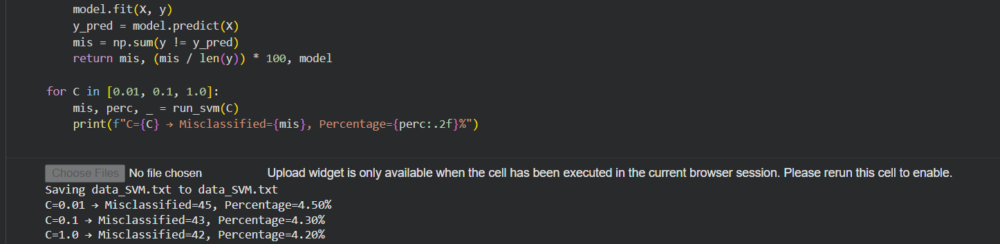 model.fit(X, y)
y_pred = model.predict(X)
mis = np.sum(y != y_pred)
return mis, (mis / len(y)) * 100, model
for C in [0.01, 0.1, 1.0]:
mis, perc, _ = run_svm(C)
print(f"C={C} → Misclassified={mis}, Percentage={perc:.2f}%")
Choose Files No file chosen Upload widget is only available when the cell has been executed in the current browser session. Please rerun this cell to enable.
Saving data_SVM.txt to data_SVM.txt
C=0.01 → Misclassified=45, Percentage=4.50%
C=0.1 → Misclassified=43, Percentage=4.30%
C=1.0 → Misclassified=42, Percentage=4.20%